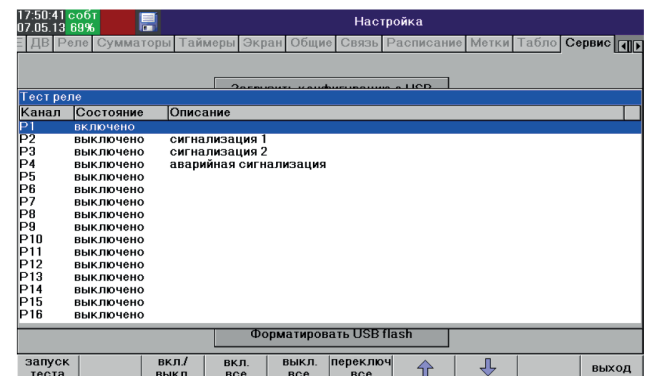 17:50:41 собт
07.05.13 69%
Настройка
ДВ Реле Сумматоры Таймеры Экран Общие Связь Расписание Метки Табло Сервис
Загрузить конфигурацию с USB
Тест реле
Канал Состояние Описание
P1 включено
P2 выключено сигнализация 1
P3 выключено сигнализация 2
P4 выключено аварийная сигнализация
P5 выключено
P6 выключено
P7 выключено
P8 выключено
P9 выключено
P10 выключено
P11 выключено
P12 выключено
P13 выключено
P14 выключено
P15 выключено
P16 выключено
Форматировать USB flash
запуск теста
вкл./ выкл
вкл. все
выкл. все
переключ все
выход